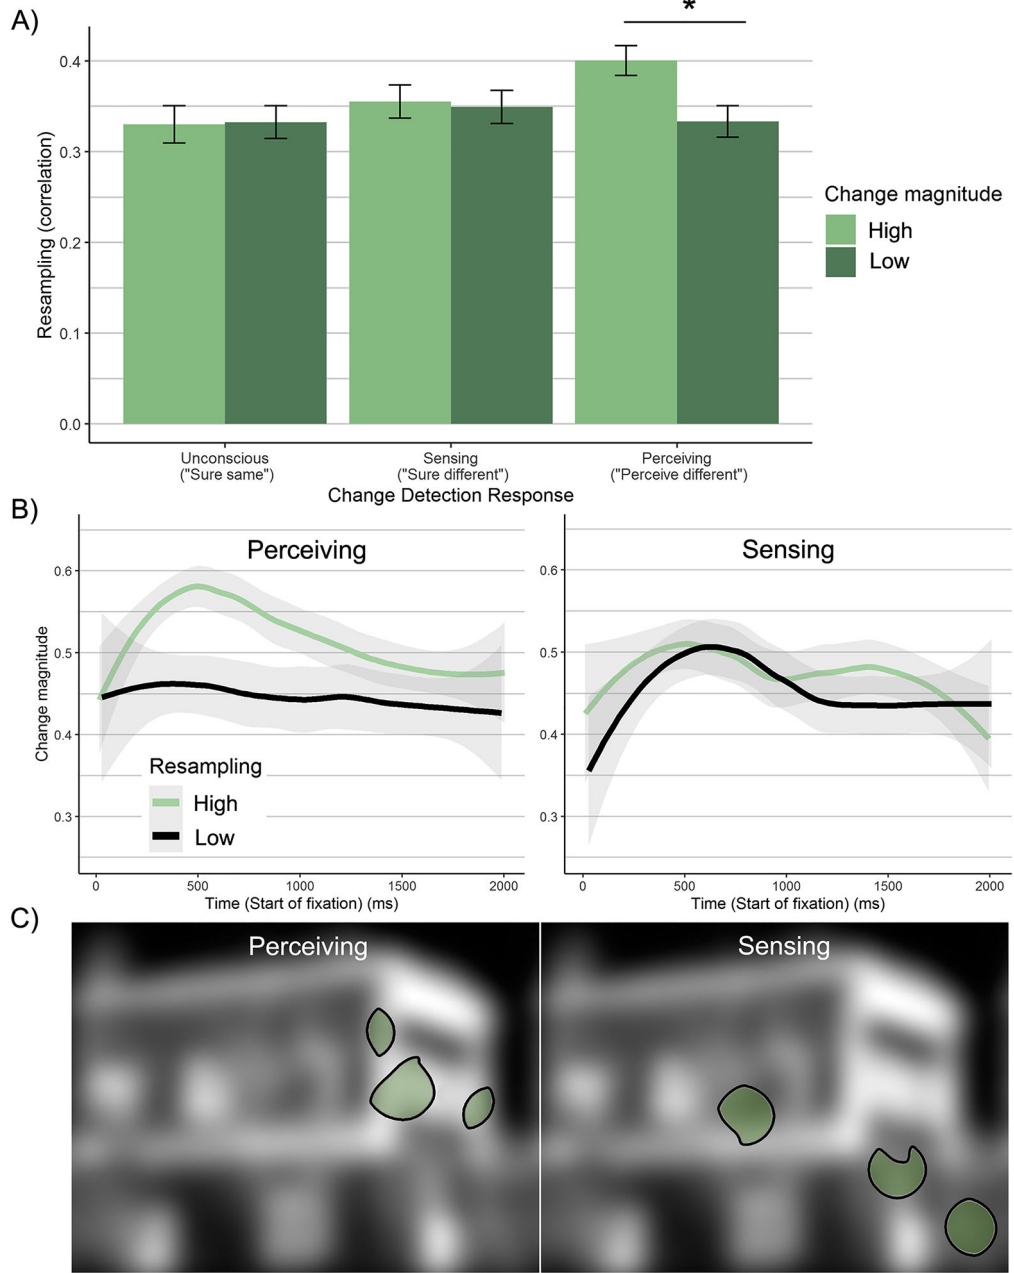 A)
*
Resampling (correlation)
0.4
0.3
0.2
0.1
0.0
Unconscious
("Sure same")
Sensing
("Sure different")
Perceiving
("Perceive different")
Change Detection Response
Change magnitude
High
Low
B)
Perceiving
Change magnitude
0.6
0.5
0.4
0.3
Resampling
High
Low
0
500
1000
1500
2000
Time (Start of fixation) (ms)
Sensing
0.6
0.5
0.4
0.3
0
500
1000
1500
2000
Time (Start of fixation) (ms)
C)
Perceiving
Sensing